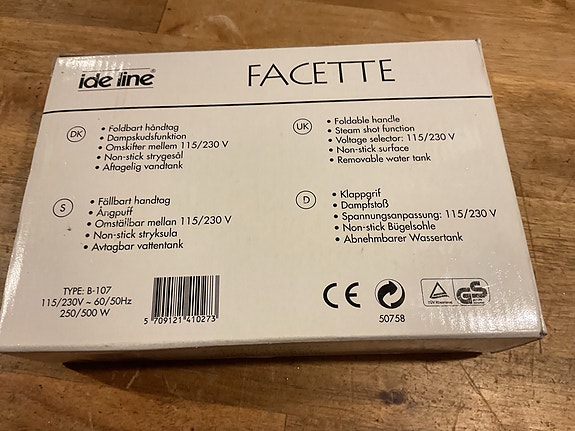 ide line®
FACETTE
DK
• Foldbart håndtag
• Dampskudsfunktion
• Omskifter mellem 115/230 V
• Non-stick strygesål
• Aftagelig vandtank
UK
• Foldable handle
• Steam shot function
• Voltage selector: 115/230 V
• Non-stick surface
• Removable water tank
S
• Fällbart handtag
• Ångpuff
• Omställbar mellan 115/230 V
• Non-stick stryksula
• Avtagbar vattentank
D
• Klappgrif
• Dampfstoß
• Spannungsanpassung: 115/230 V
• Non-stick Bügelsohle
• Abnehmbarer Wassertank
TYPE: B-107
115/230V ~ 60/50Hz
250/500 W
5 709121 410273
CE
50758
TÜV Rheinland
GS